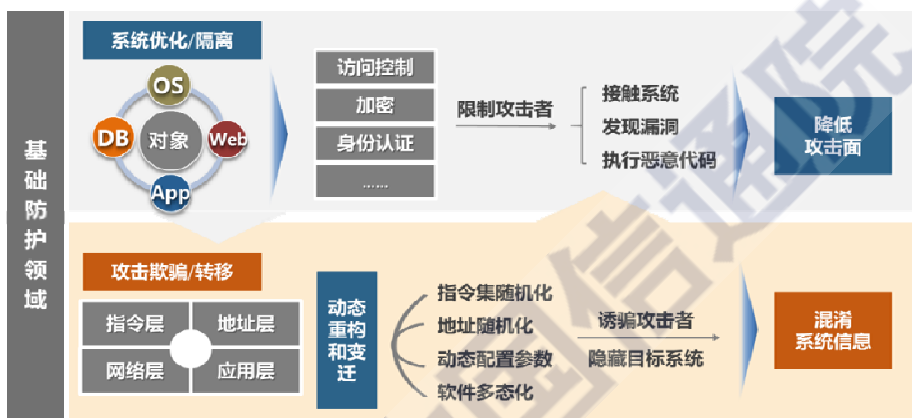 基础防护领域
系统优化/隔离
OS
DB
对象
Web
App
访问控制
加密
身份认证
......
限制攻击者
接触系统
发现漏洞
执行恶意代码
降低
攻击面
攻击欺骗/转移
指令层
地址层
网络层
应用层
动态
重构
和变
迁
指令集随机化
地址随机化
动态配置参数
软件多态化
诱骗攻击者
隐藏目标系统
混淆
系统信息
国信通院